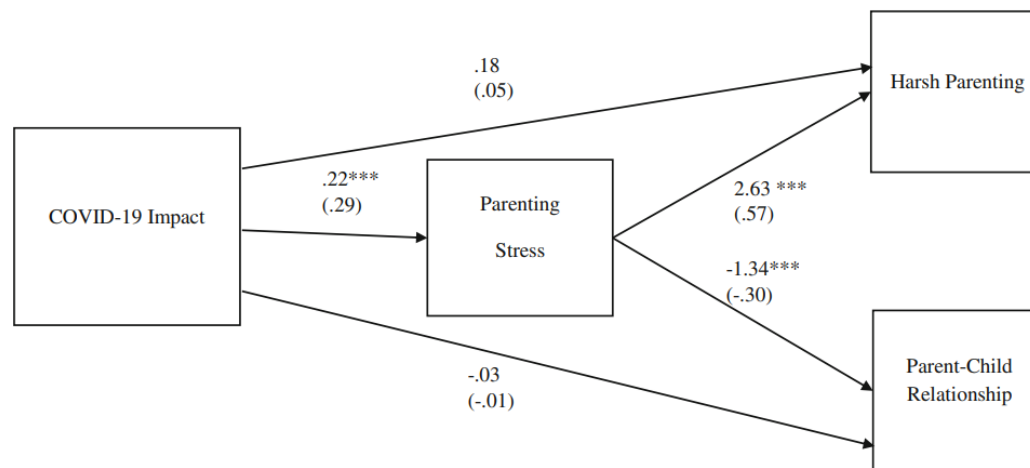 .18
(.05)
Harsh Parenting
.22***
(.29)
COVID-19 Impact
Parenting
Stress
2.63 ***
(.57)
-1.34***
(-.30)
-.03
(-.01)
Parent-Child
Relationship